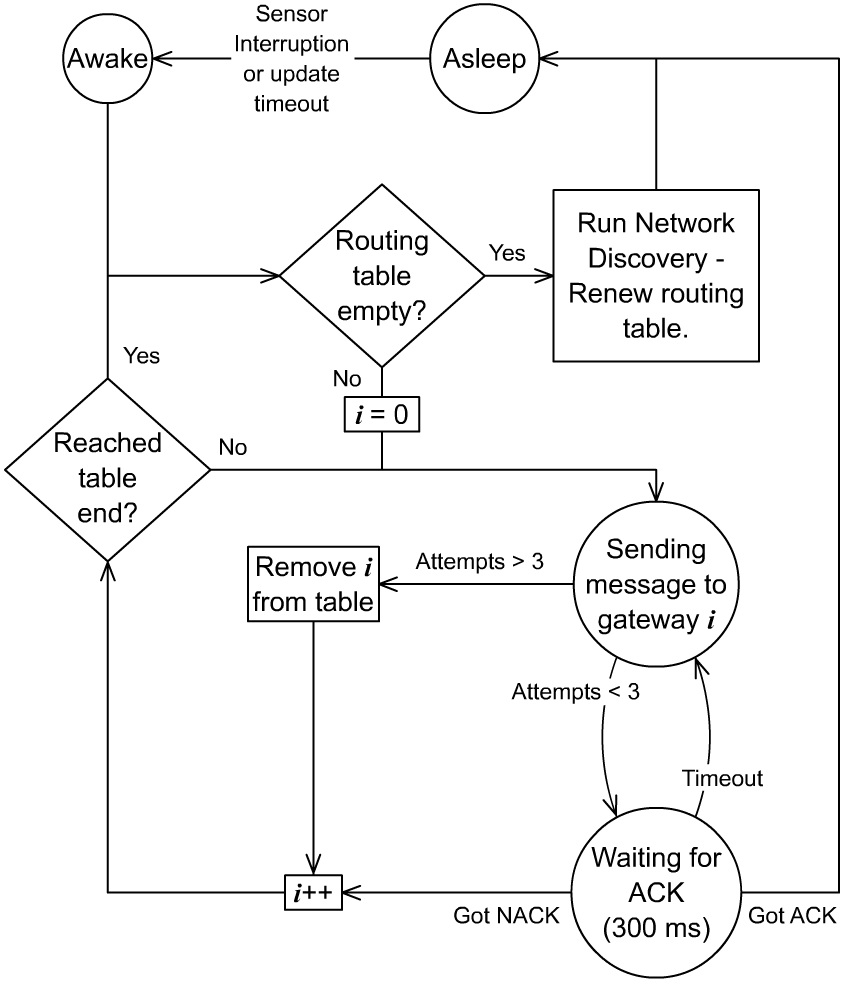 Sensor
Interruption
or update
timeout
Awake
Asleep
Routing
table
empty?
Yes
Run Network
Discovery -
Renew routing
table.
Yes
No
i = 0
Reached
table
end?
No
Sending
message to
gateway i
Attempts > 3
Remove i
from table
Attempts < 3
Timeout
Waiting for
ACK
(300 ms)
i++
Got NACK
Got ACK